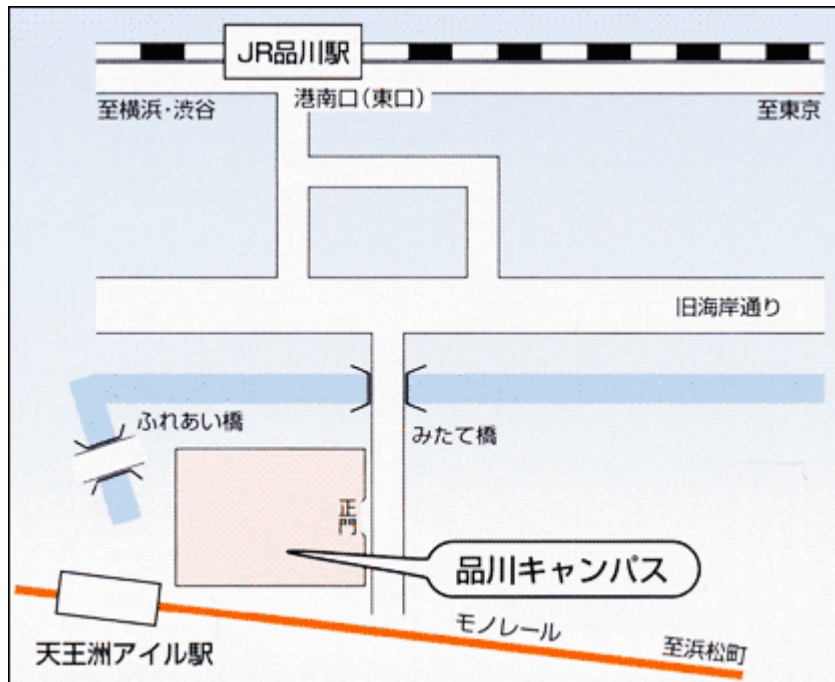 JR品川駅
港南口(東口)
至横浜・渋谷
至東京
旧海岸通り
ふれあい橋
みたて橋
正門
品川キャンパス
モノレール
至浜松町
天王洲アイル駅